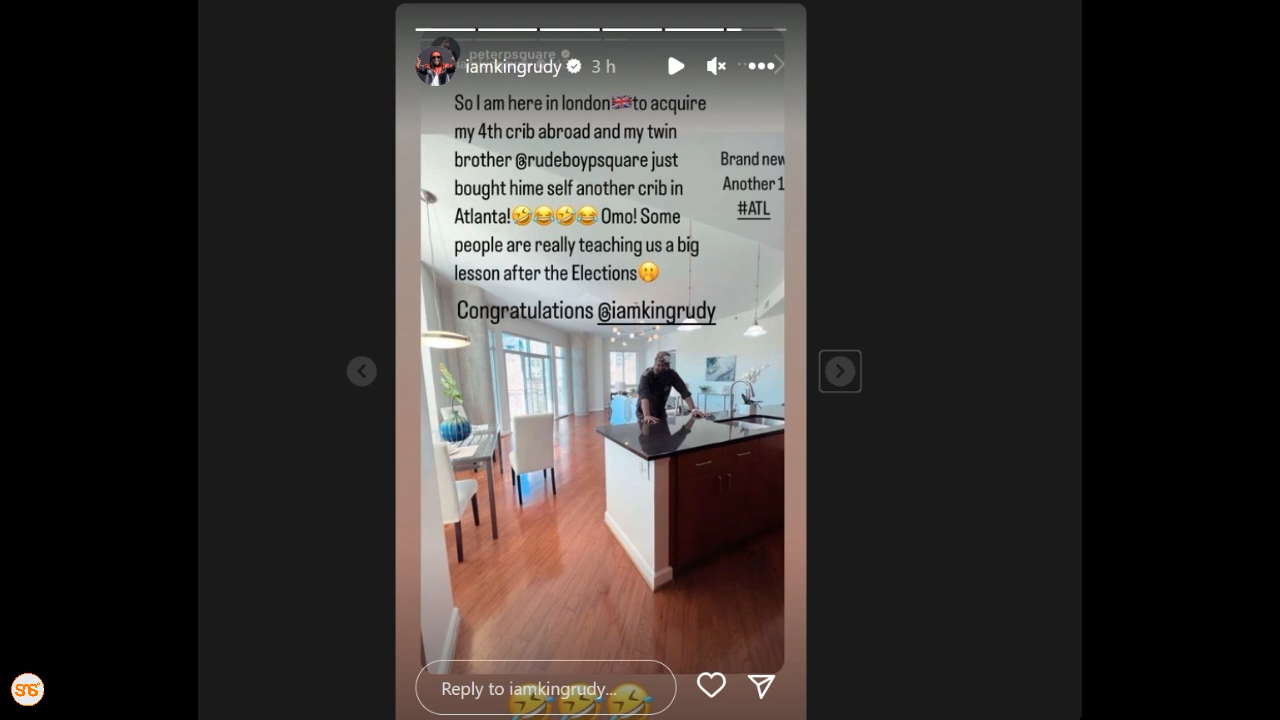 peterpsquare
iamkingrudy 3 h
So I am here in london🇬🇧to acquire
my 4th crib abroad and my twin
brother @rudeboypsquare just
bought hime self another crib in
Atlanta!🤣😂🤣😂 Omo! Some
people are really teaching us a big
lesson after the Elections🤫
Congratulations @iamkingrudy
Brand new
Another 1
#ATL
Reply to iamkingrudy...
SNS